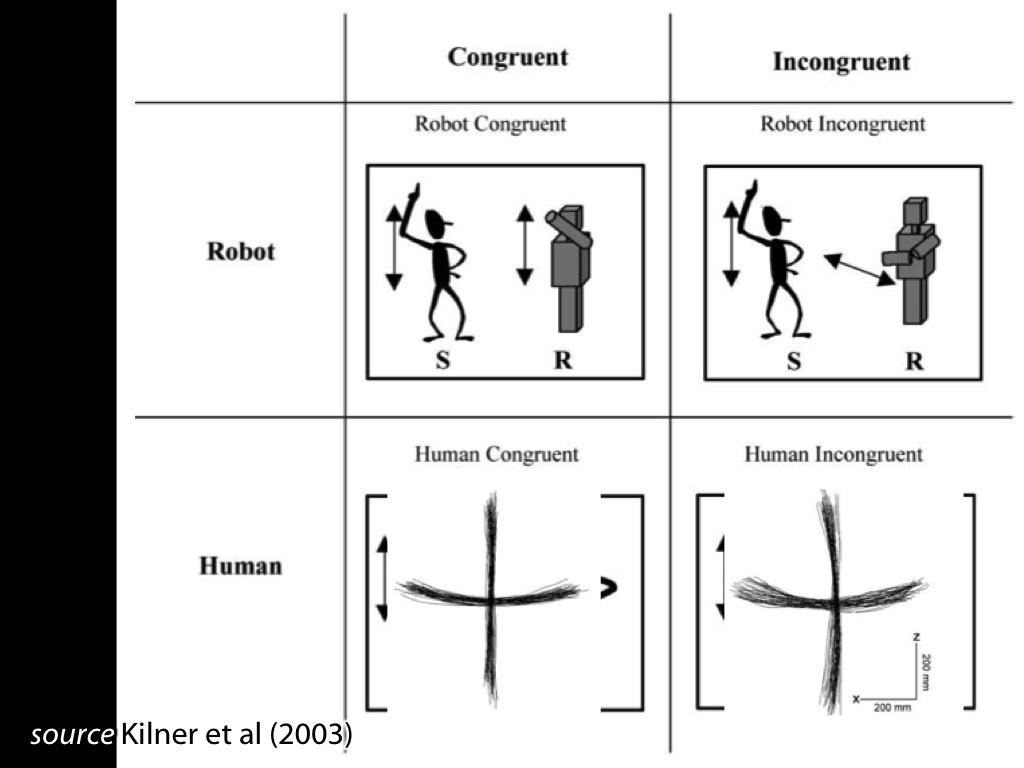 Congruent
Incongruent
Robot Congruent
Robot Incongruent
Robot
S
R
S
R
Human Congruent
Human Incongruent
Human
z
200 mm
x
200 mm
source Kilner et al (2003)